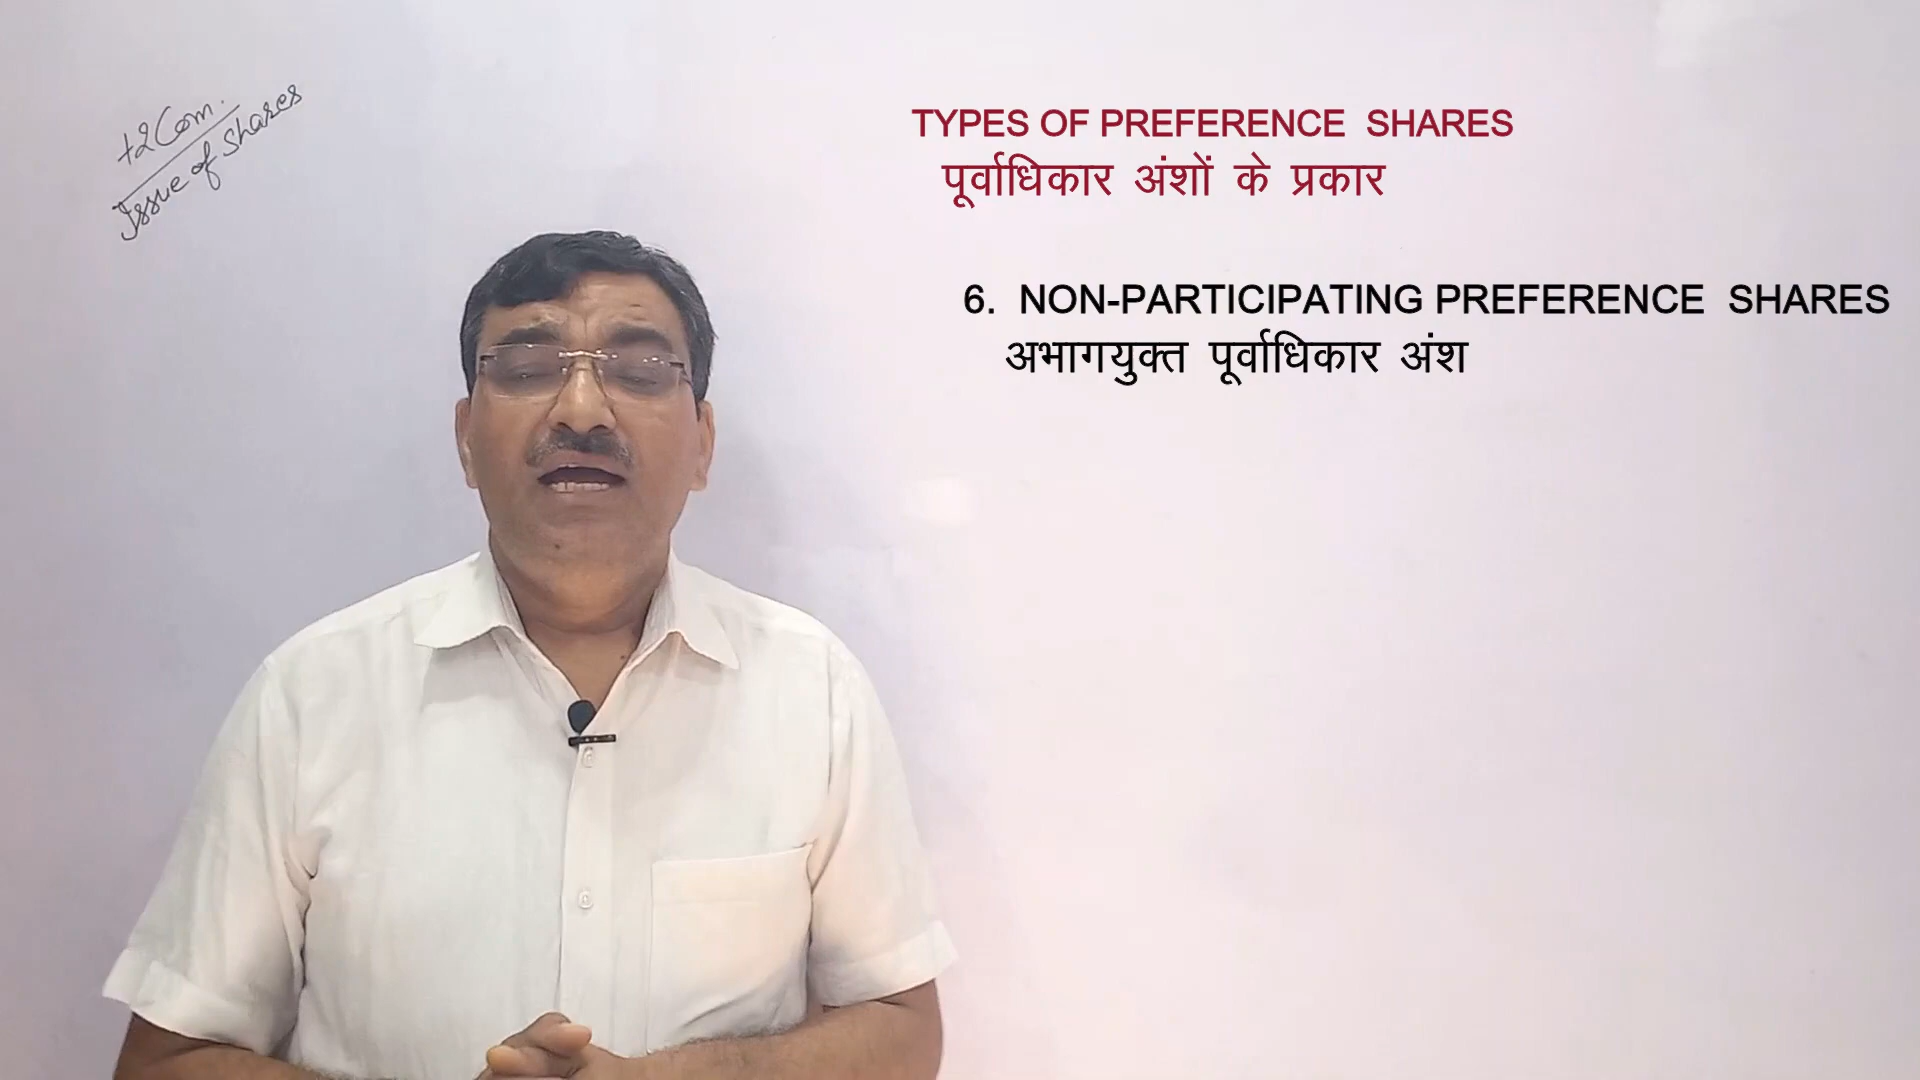 +2 Com.
Issue of Shares
TYPES OF PREFERENCE SHARES
पूर्वाधिकार अंशों के प्रकार
6. NON-PARTICIPATING PREFERENCE SHARES
अभागयुक्त पूर्वाधिकार अंश